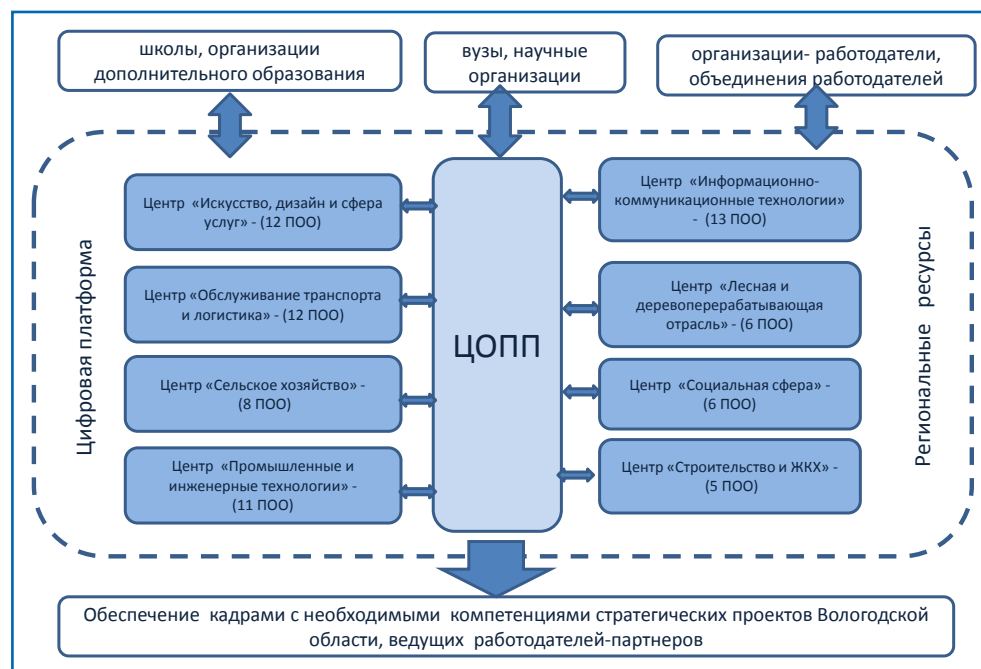 школы, организации
дополнительного образования
вузы, научные
организации
организации- работодатели,
объединения работодателей
Цифровая платформа
Центр «Искусство, дизайн и сфера
услуг» - (12 ПОО)
Центр «Обслуживание транспорта
и логистика» - (12 ПОО)
Центр «Сельское хозяйство» -
(8 ПОО)
Центр «Промышленные и
инженерные технологии» -
(11 ПОО)
ЦОПП
Центр «Информационно-
коммуникационные технологии»
- (13 ПОО)
Центр «Лесная и
деревоперерабатывающая
отрасль» - (6 ПОО)
Центр «Социальная сфера» -
(6 ПОО)
Центр «Строительство и ЖКХ» -
(5 ПОО)
Региональные ресурсы
Обеспечение кадрами с необходимыми компетенциями стратегических проектов Вологодской
области, ведущих работодателей-партнеров